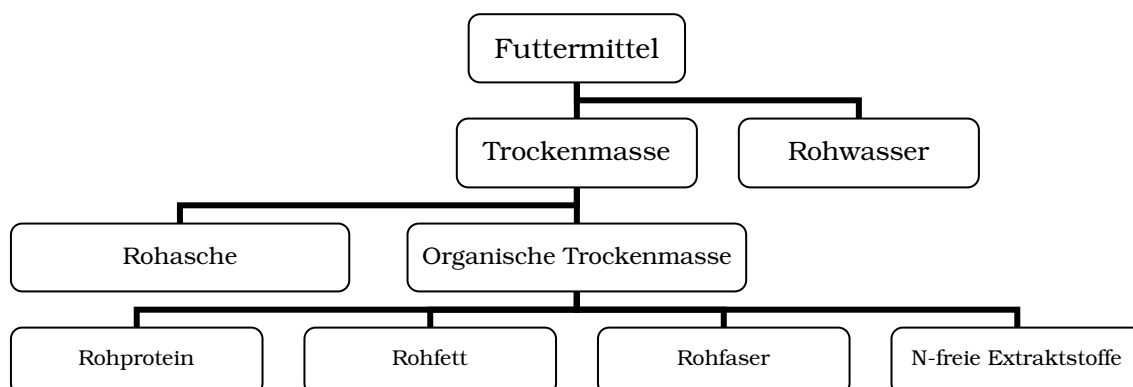 Futtermittel
Trockenmasse
Rohwasser
Rohasche
Organische Trockenmasse
Rohprotein
Rohfett
Rohfaser
N-freie Extraktstoffe